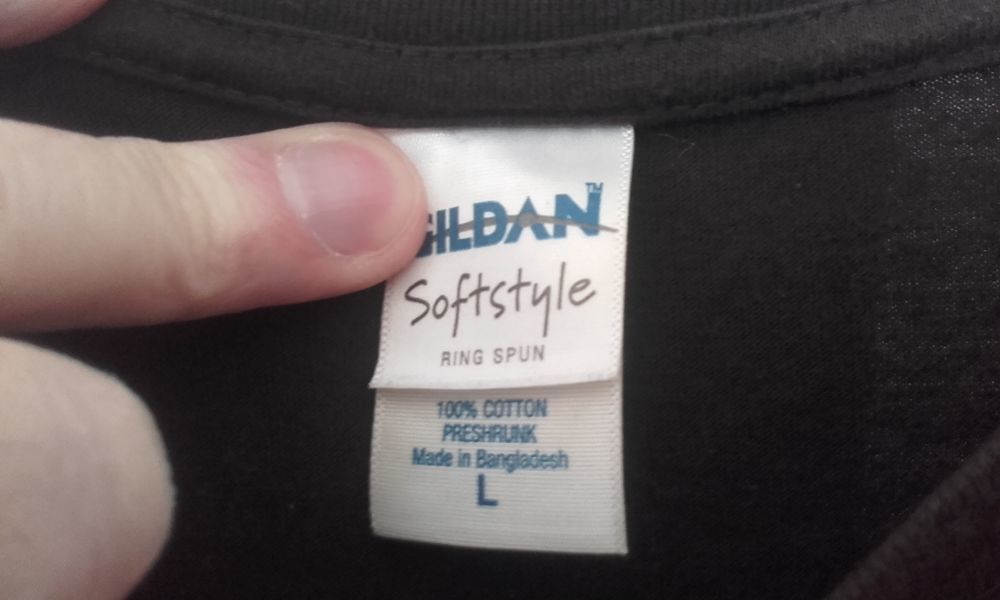 GILDAN™
Softstyle
RING SPUN
100% COTTON
PRESHRUNK
Made in Bangladesh
L